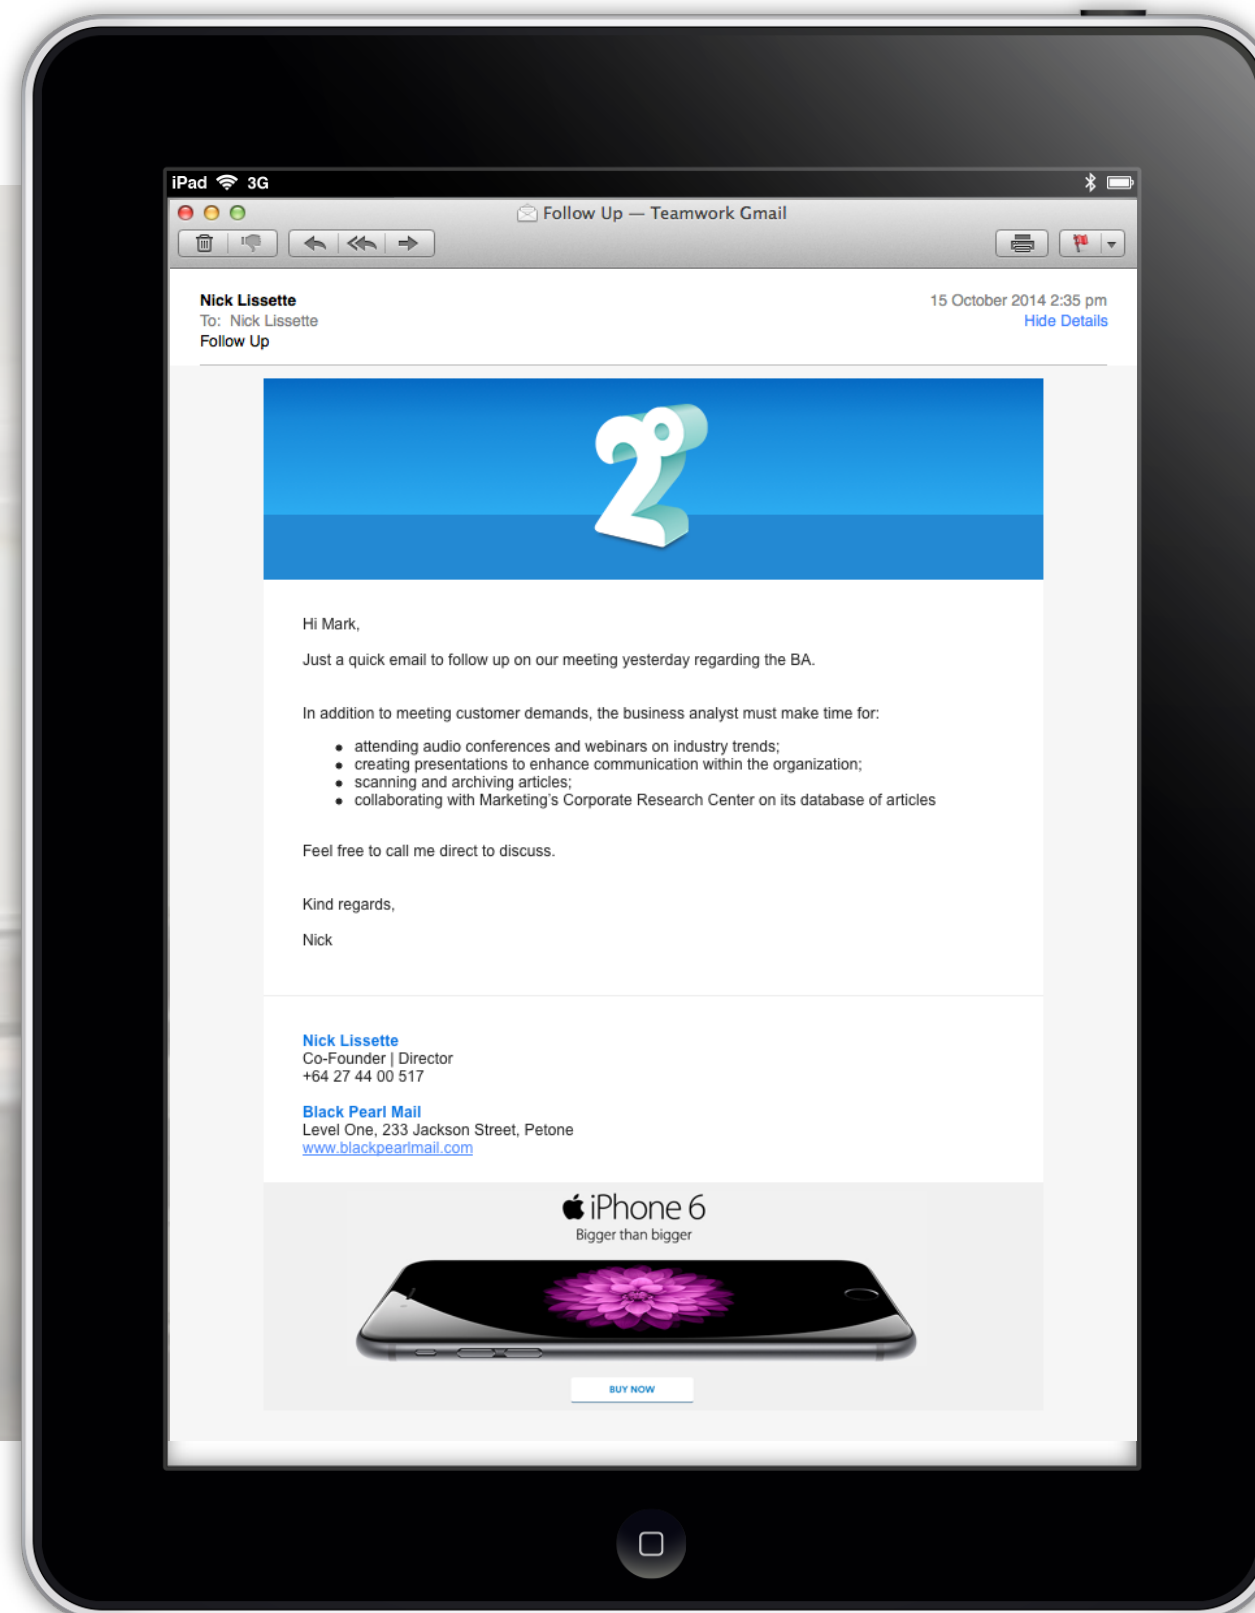 iPad 3G
Follow Up — Teamwork Gmail
Nick Lissette 15 October 2014 2:35 pm
To: Nick Lissette Hide Details
Follow Up
2°
Hi Mark,
Just a quick email to follow up on our meeting yesterday regarding the BA.
In addition to meeting customer demands, the business analyst must make time for:
• attending audio conferences and webinars on industry trends;
• creating presentations to enhance communication within the organization;
• scanning and archiving articles;
• collaborating with Marketing's Corporate Research Center on its database of articles
Feel free to call me direct to discuss.
Kind regards,
Nick
Nick Lissette
Co-Founder | Director
+64 27 44 00 517
Black Pearl Mail
Level One, 233 Jackson Street, Petone
www.blackpearlmail.com
iPhone 6
Bigger than bigger
BUY NOW